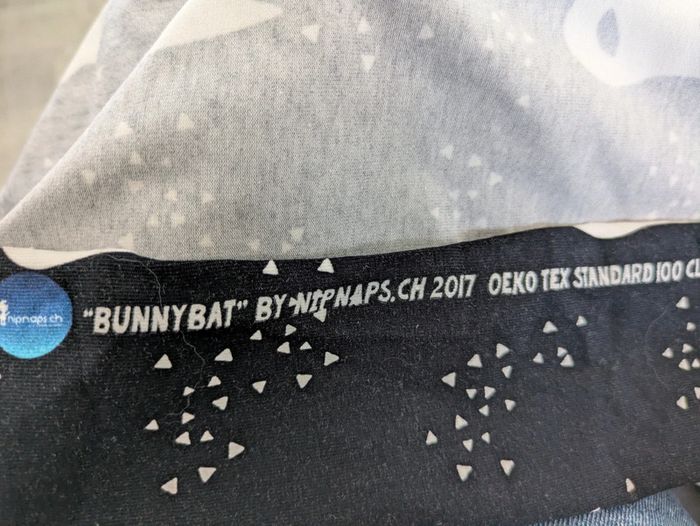 nipnaps.ch
"BUNNYBAT" BY NIPNAPS.CH 2017 OEKO TEX STANDARD 100 CL